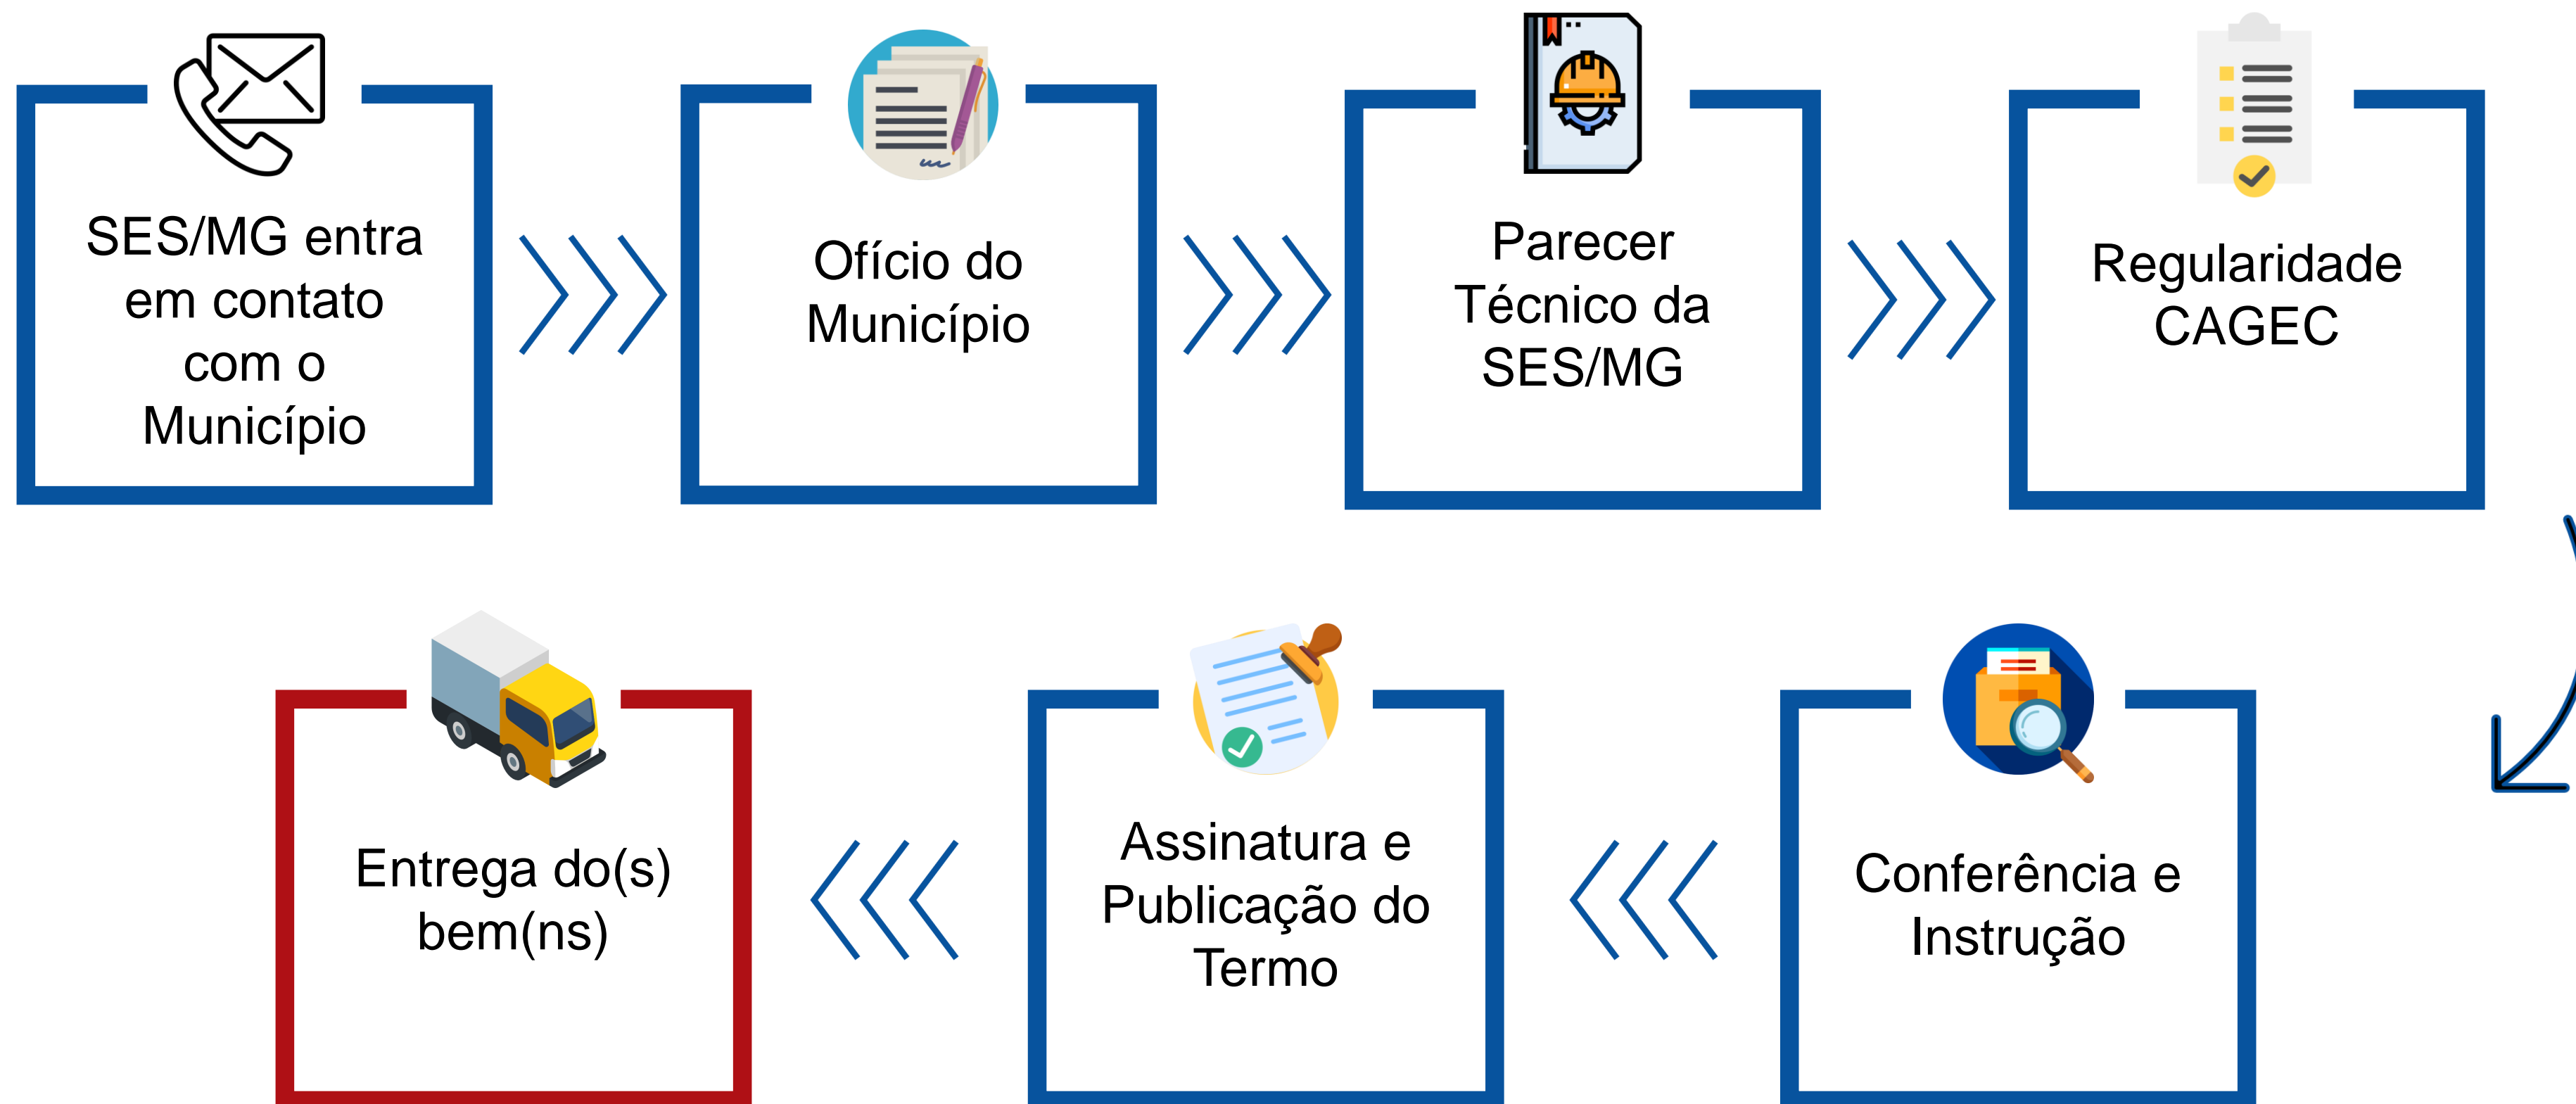 SES/MG entra
em contato
com o
Município
Ofício do
Município
Parecer
Técnico da
SES/MG
Regularidade
CAGEC
Conferência e
Instrução
Assinatura e
Publicação do
Termo
Entrega do(s)
bem(ns)